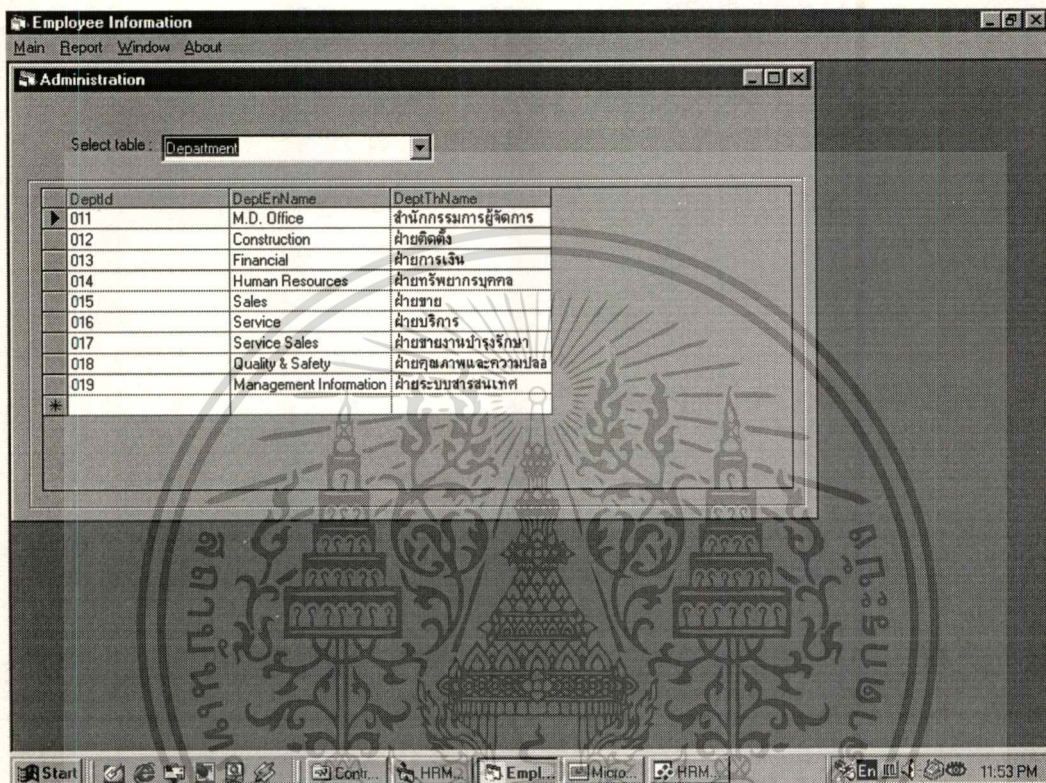 Employee Information
Main Report Window About
Administration
Select table : Department
DeptId DeptEnName DeptThName
011 M.D. Office สำนักกรรมการผู้จัดการ
012 Construction ฝ่ายติดตั้ง
013 Financial ฝ่ายการเงิน
014 Human Resources ฝ่ายทรัพยากรบุคคล
015 Sales ฝ่ายขาย
016 Service ฝ่ายบริการ
017 Service Sales ฝ่ายขายงานบำรุงรักษา
018 Quality & Safety ฝ่ายคุณภาพและความปลอ
019 Management Information ฝ่ายระบบสารสนเทศ
Start Contr... HRM... Empl... Micro... HRM... En 11:53 PM